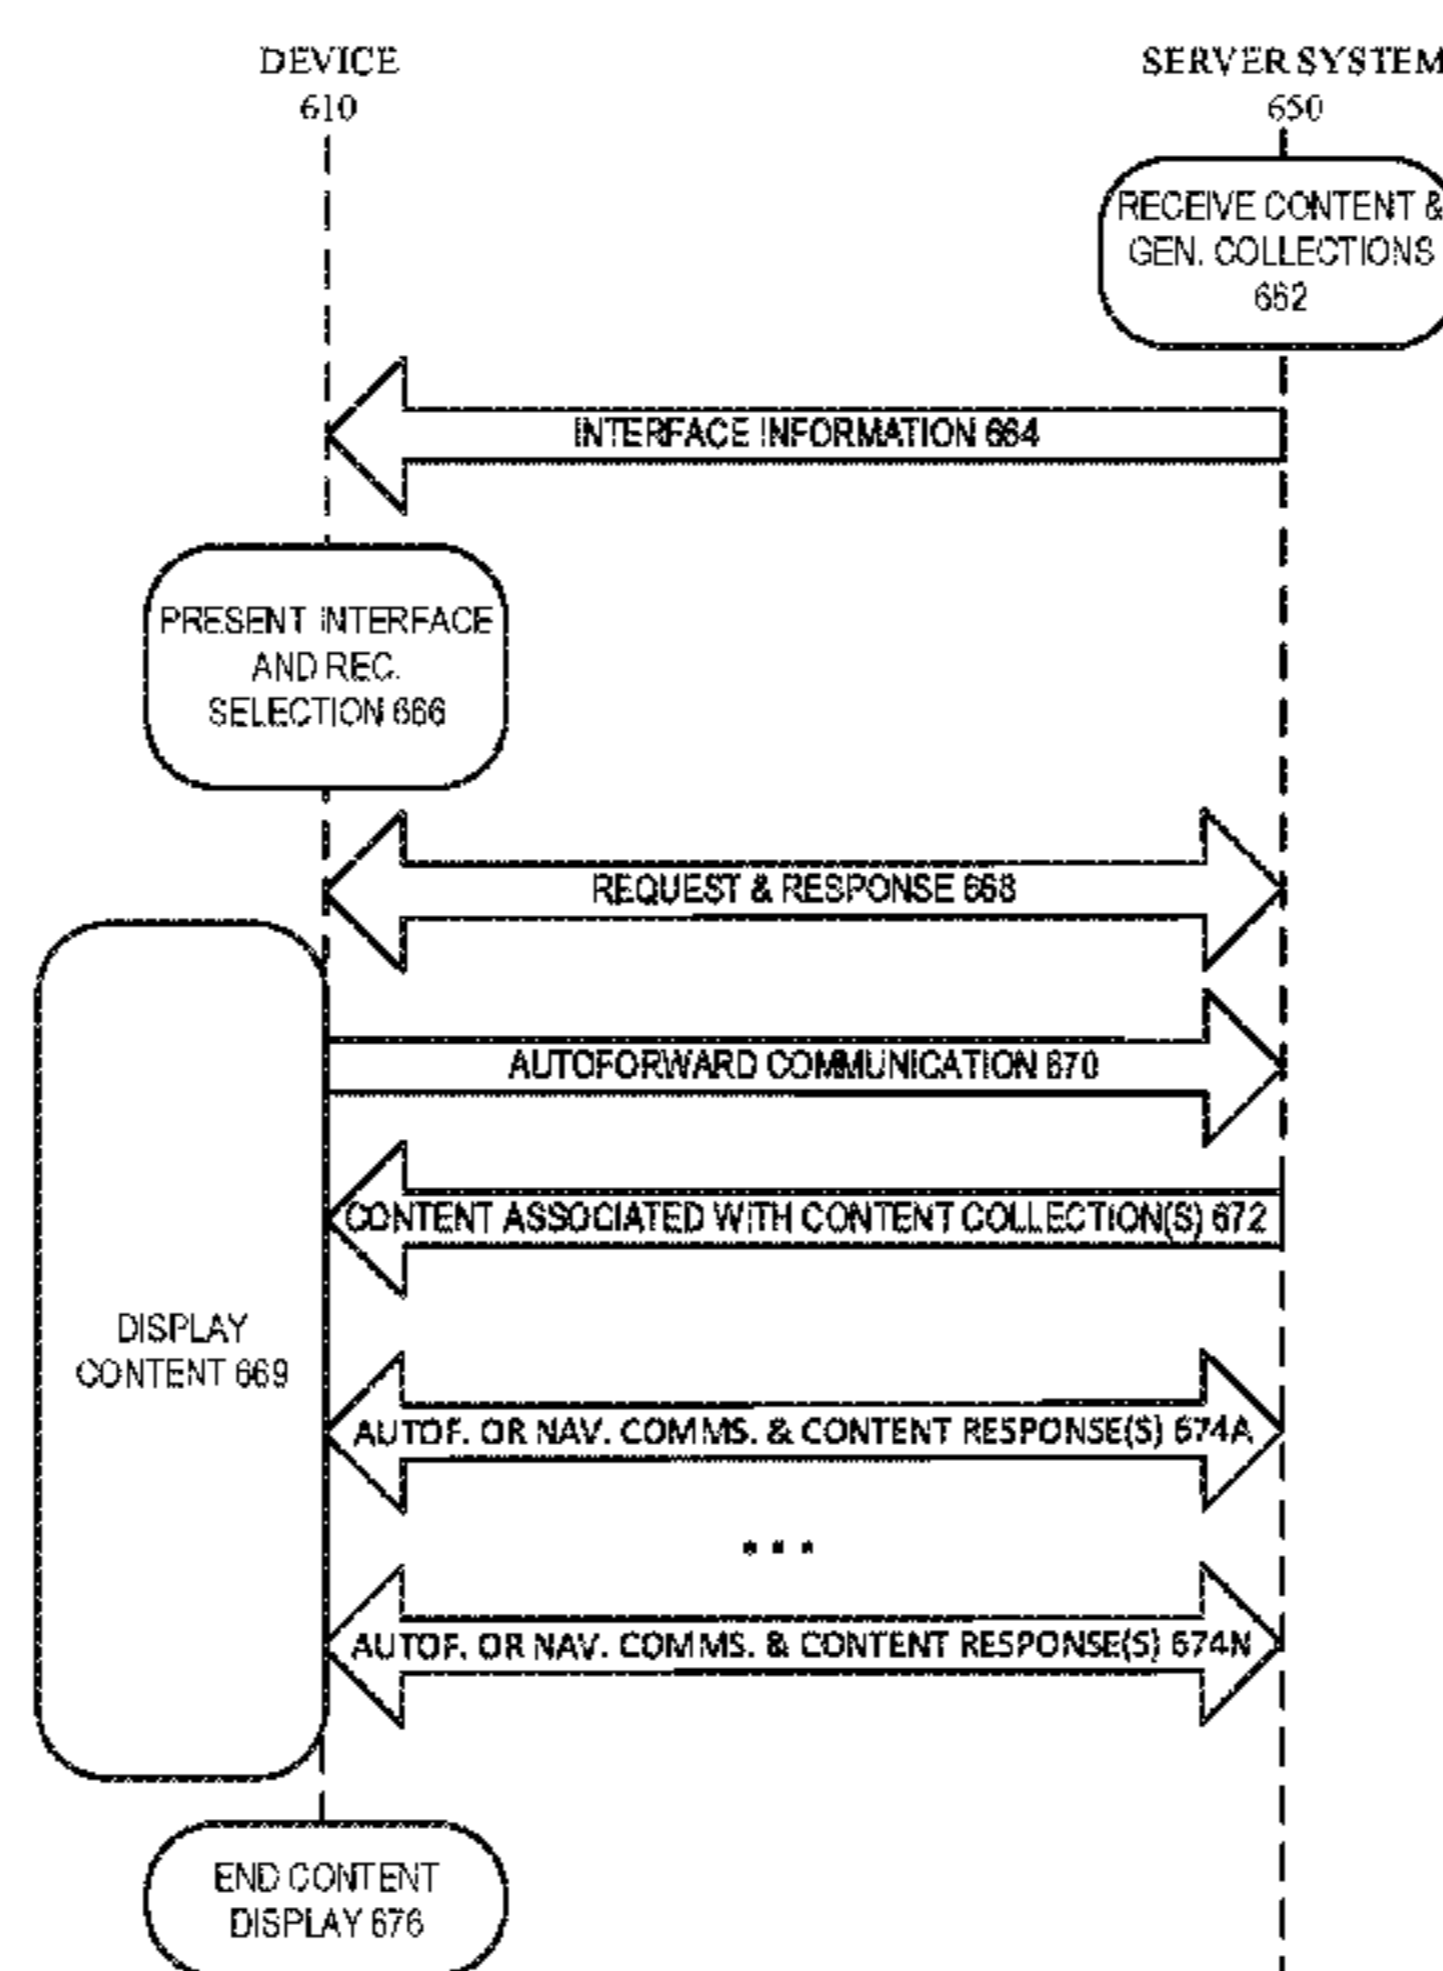 DEVICE
610
SERVER SYSTEM
650
RECEIVE CONTENT &
GEN. COLLECTIONS
662
INTERFACE INFORMATION 664
PRESENT INTERFACE
AND REC.
SELECTION 666
REQUEST & RESPONSE 668
AUTOFORWARD COMMUNICATION 670
CONTENT ASSOCIATED WITH CONTENT COLLECTION(S) 672
DISPLAY
CONTENT 669
AUTOF. OR NAV. COMMS. & CONTENT RESPONSE(S) 674A
...
AUTOF. OR NAV. COMMS. & CONTENT RESPONSE(S) 674N
END CONTENT
DISPLAY 676